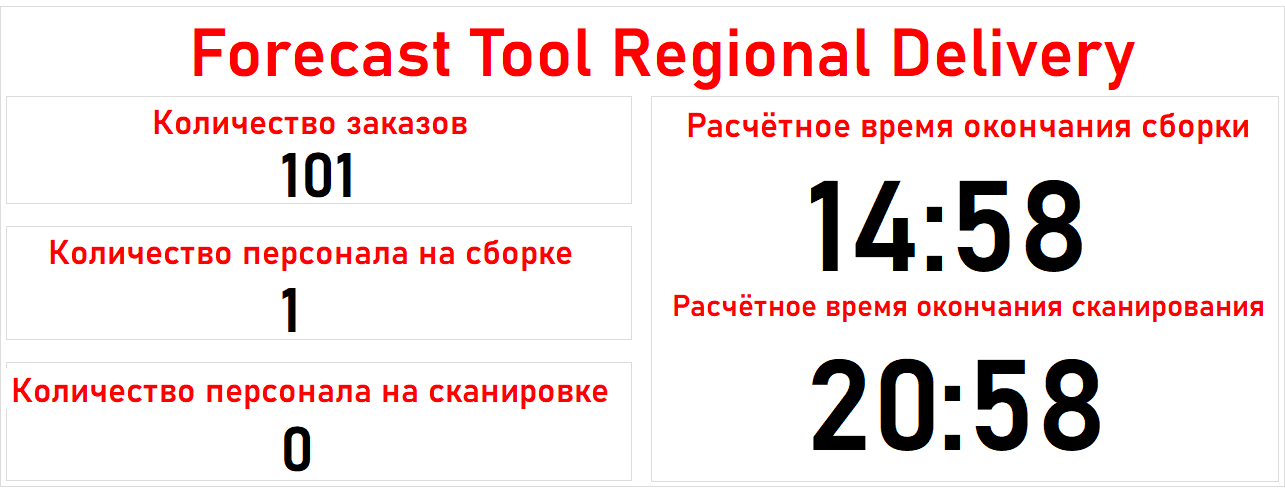 Forecast Tool Regional Delivery
Количество заказов
101
Количество персонала на сборке
1
Количество персонала на сканировке
0
Расчётное время окончания сборки
14:58
Расчётное время окончания сканирования
20:58